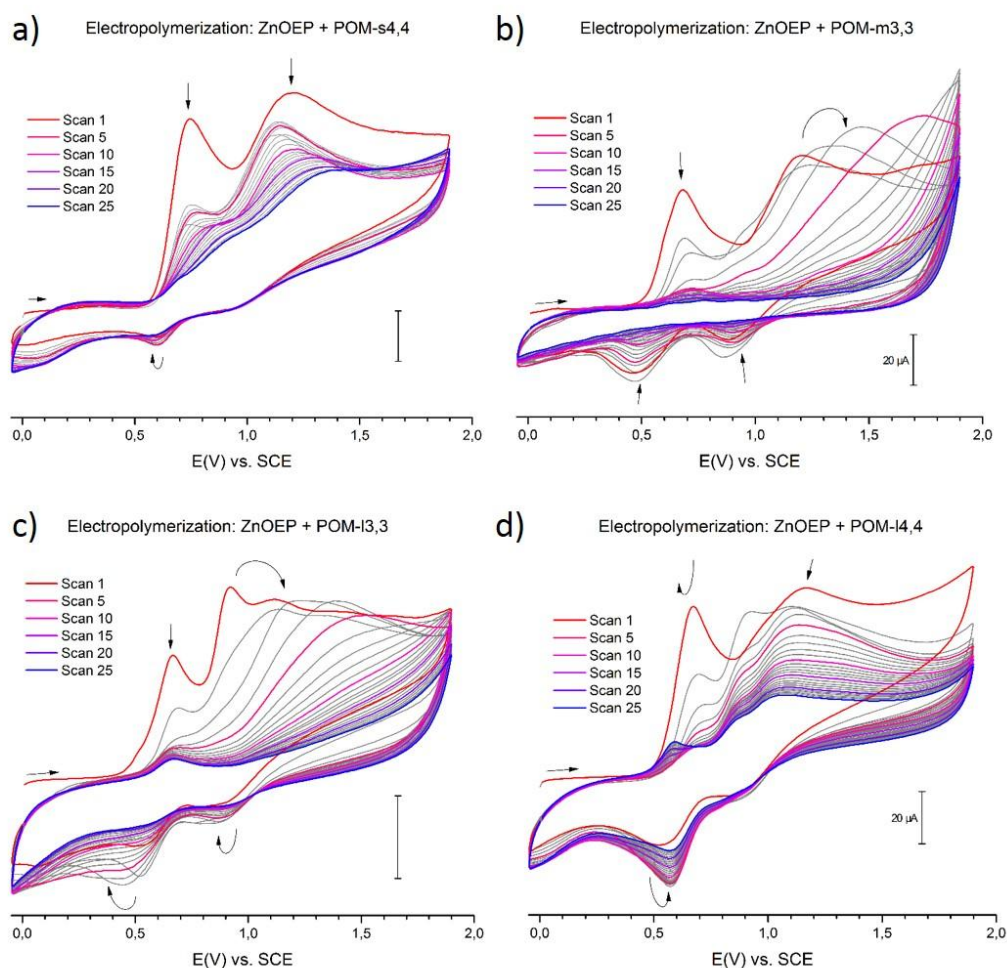 a)
Electropolymerization: ZnOEP + POM-s4,4
Scan 1
Scan 5
Scan 10
Scan 15
Scan 20
Scan 25
0,0 0,5 1,0 1,5 2,0
E(V) vs. SCE
b)
Electropolymerization: ZnOEP + POM-m3,3
Scan 1
Scan 5
Scan 10
Scan 15
Scan 20
Scan 25
20 µA
0,0 0,5 1,0 1,5 2,0
E(V) vs. SCE
c)
Electropolymerization: ZnOEP + POM-l3,3
Scan 1
Scan 5
Scan 10
Scan 15
Scan 20
Scan 25
0,0 0,5 1,0 1,5 2,0
E(V) vs. SCE
d)
Electropolymerization: ZnOEP + POM-l4,4
Scan 1
Scan 5
Scan 10
Scan 15
Scan 20
Scan 25
20 µA
0,0 0,5 1,0 1,5 2,0
E(V) vs. SCE